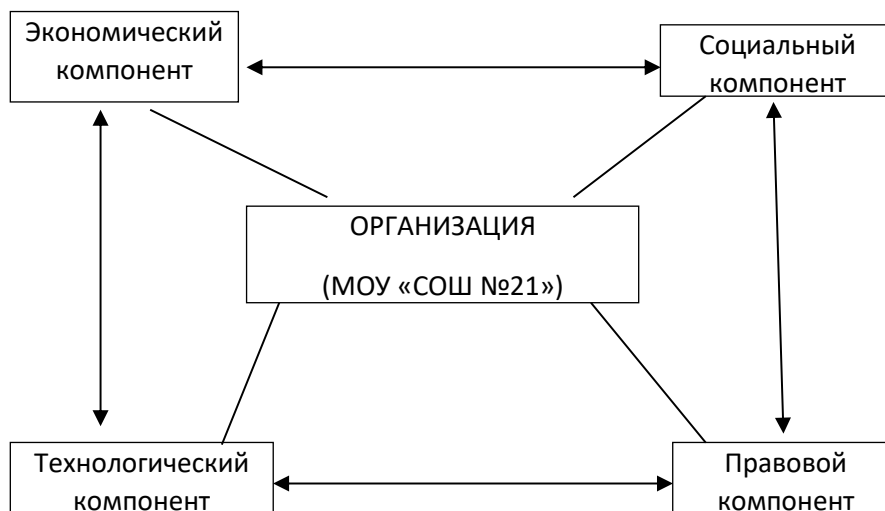 Экономический
компонент
Социальный
компонент
ОРГАНИЗАЦИЯ
(МОУ «СОШ №21»)
Технологический
компонент
Правовой
компонент